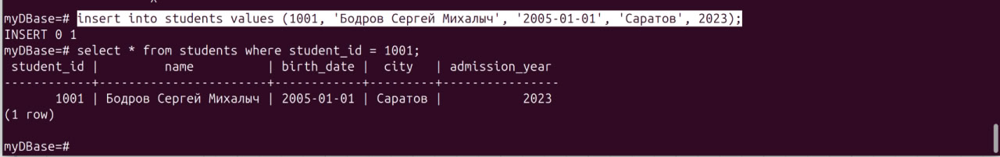 myDBase=# insert into students values (1001, 'Бодров Сергей Михалыч', '2005-01-01', 'Саратов', 2023);
INSERT 0 1
myDBase=# select * from students where student_id = 1001;
 student_id |         name          | birth_date |  city   | admission_year
------------+-----------------------+------------+---------+----------------
       1001 | Бодров Сергей Михалыч | 2005-01-01 | Саратов |           2023
(1 row)
myDBase=#